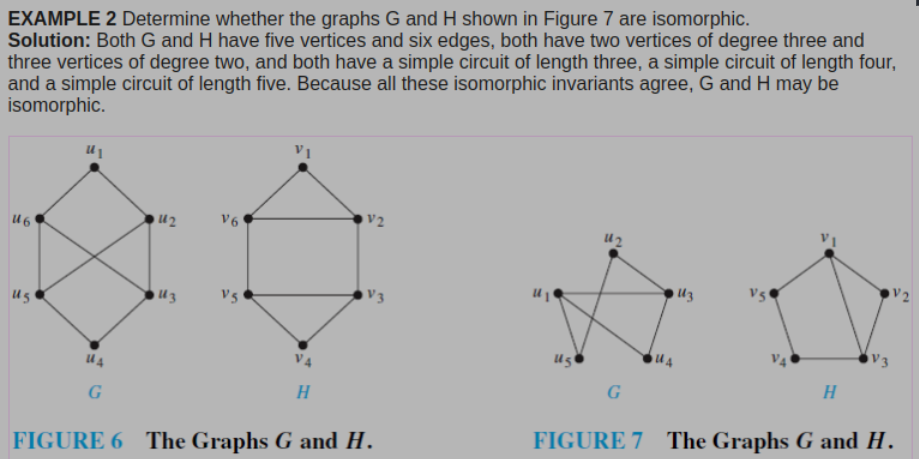 EXAMPLE 2 Determine whether the graphs G and H shown in Figure 7 are isomorphic.
Solution: Both G and H have five vertices and six edges, both have two vertices of degree three and
three vertices of degree two, and both have a simple circuit of length three, a simple circuit of length four,
and a simple circuit of length five. Because all these isomorphic invariants agree, G and H may be
isomorphic.
u1
u6
u2
u5
u3
u4
G
v1
v6
v2
v5
v3
v4
H
FIGURE 6 The Graphs G and H.
u2
u1
u3
u5
u4
G
v1
v5
v2
v4
v3
H
FIGURE 7 The Graphs G and H.